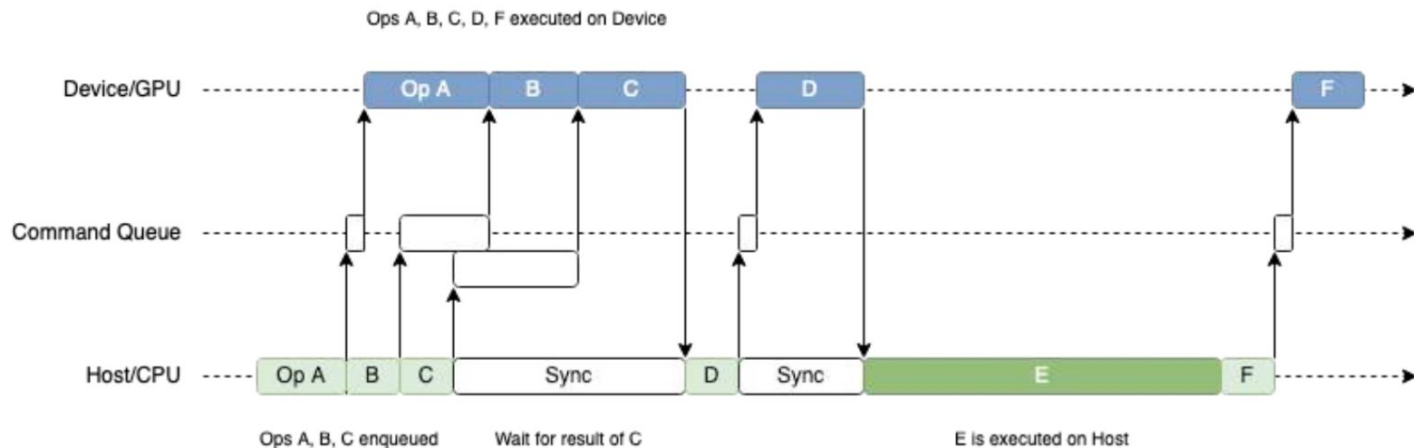 Ops A, B, C, D, F executed on Device
Device/GPU Op A B C D F
Command Queue
Host/CPU Op A B C Sync D Sync E F
Ops A, B, C enqueued Wait for result of C E is executed on Host